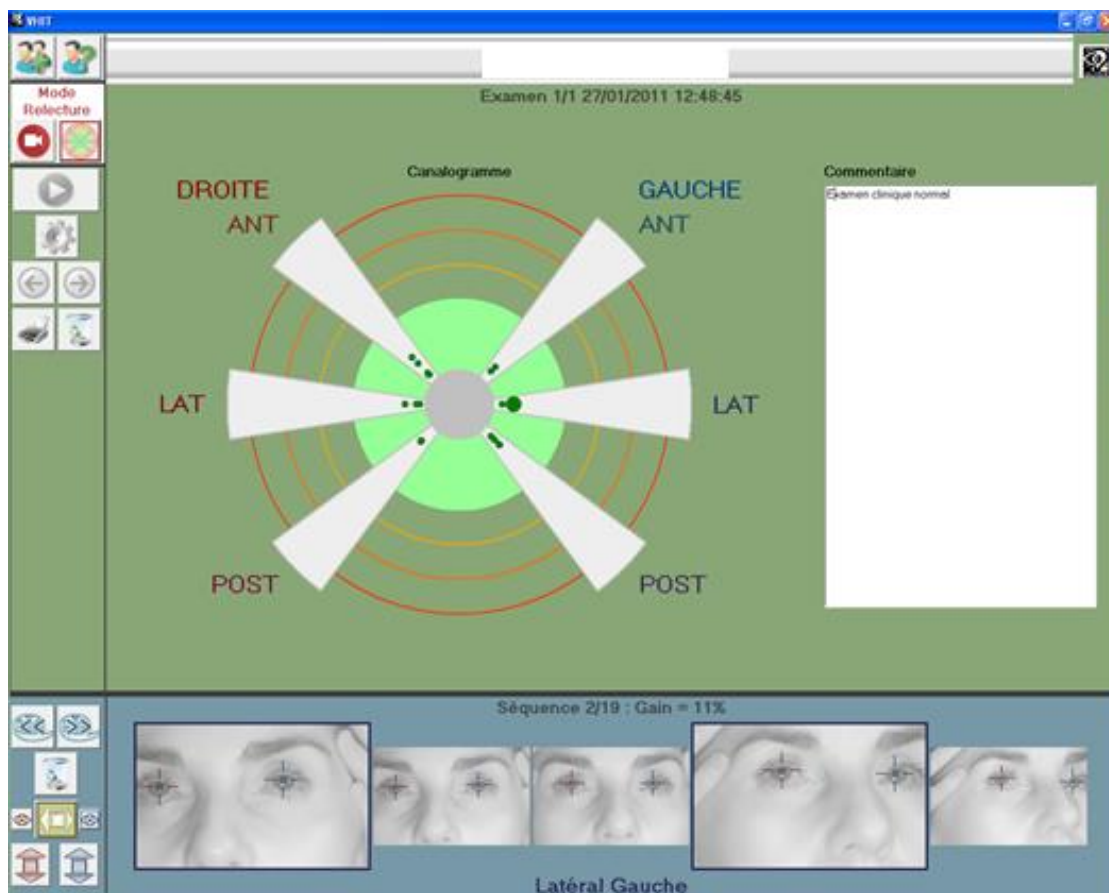 VHIT
Mode
Relecture
Examen 1/1 27/01/2011 12:48:45
Canalogramme
Commentaire
DROITE
ANT
GAUCHE
ANT
Examen clinique normal
LAT
LAT
POST
POST
Séquence 2/19 : Gain = 11%
Latéral Gauche